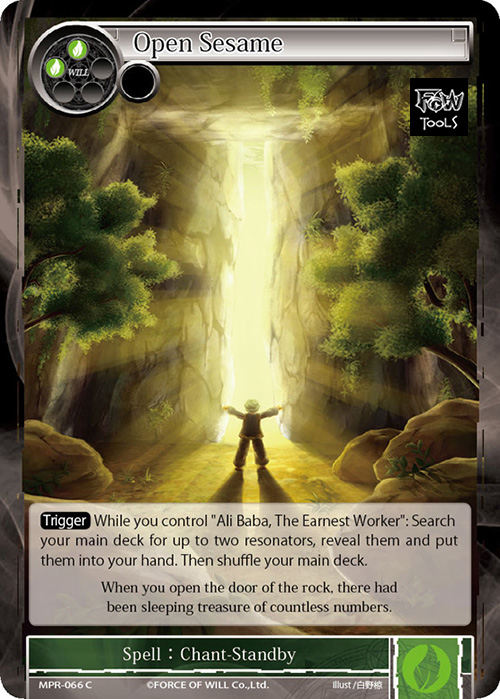 Open Sesame
WILL
FoW
TOOLS
Trigger While you control "Ali Baba, The Earnest Worker": Search
your main deck for up to two resonators, reveal them and put
them into your hand. Then shuffle your main deck.
When you open the door of the rock, there had
been sleeping treasure of countless numbers.
Spell : Chant-Standby
MPR-066 C ©FORCE OF WILL Co.,Ltd. Illust /白野椋